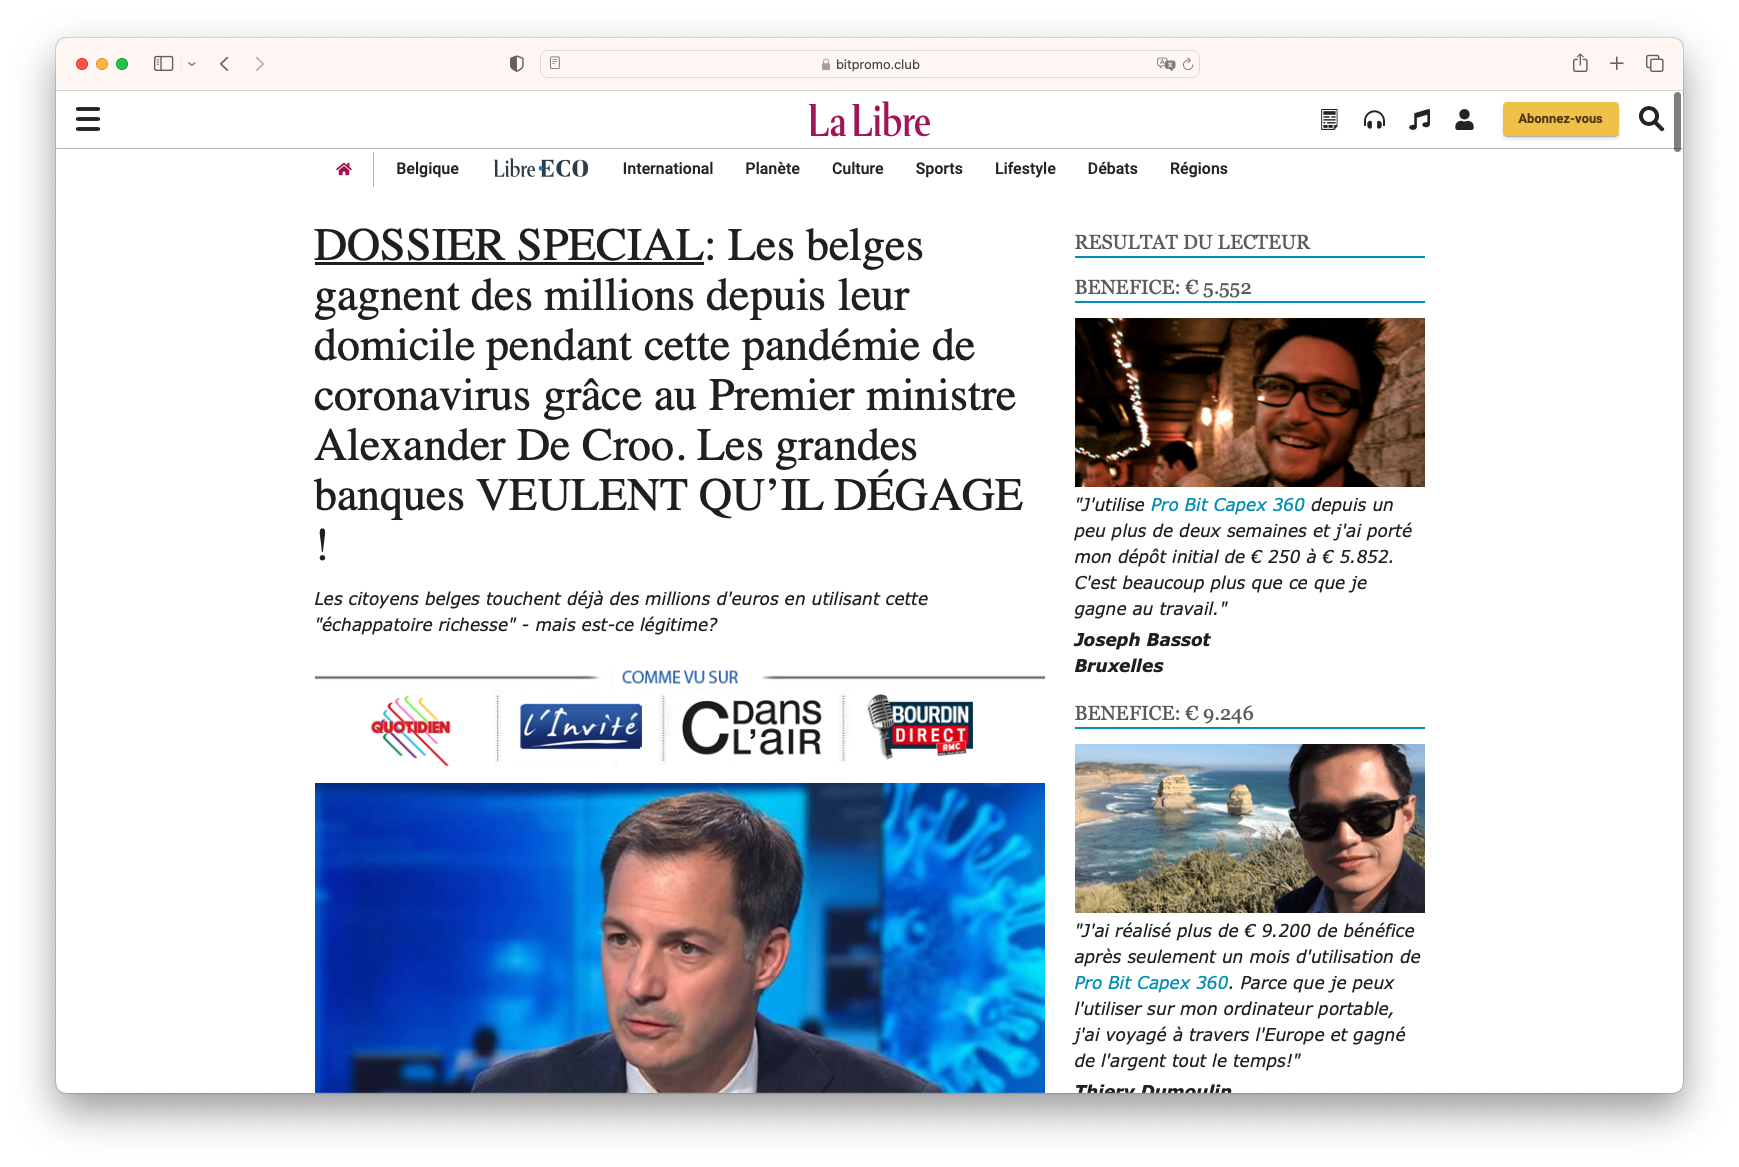 bitpromo.club
La Libre
Abonnez-vous
Belgique
Libre ECO
International
Planète
Culture
Sports
Lifestyle
Débats
Régions
DOSSIER SPECIAL: Les belges
gagnent des millions depuis leur
domicile pendant cette pandémie de
coronavirus grâce au Premier ministre
Alexander De Croo. Les grandes
banques VEULENT QU’IL DÉGAGE
!
Les citoyens belges touchent déjà des millions d'euros en utilisant cette
"échappatoire richesse" - mais est-ce légitime?
COMME VU SUR
QUOTIDIEN
l'Invité
C DANS L'AIR
BOURDIN
DIRECT
RMC
RESULTAT DU LECTEUR
BENEFICE: € 5.552
"J'utilise Pro Bit Capex 360 depuis un
peu plus de deux semaines et j'ai porté
mon dépôt initial de € 250 à € 5.852.
C'est beaucoup plus que ce que je
gagne au travail."
Joseph Bassot
Bruxelles
BENEFICE: € 9.246
"J'ai réalisé plus de € 9.200 de bénéfice
après seulement un mois d'utilisation de
Pro Bit Capex 360. Parce que je peux
l'utiliser sur mon ordinateur portable,
j'ai voyagé à travers l'Europe et gagné
de l'argent tout le temps!"
Thiery Dumoulin